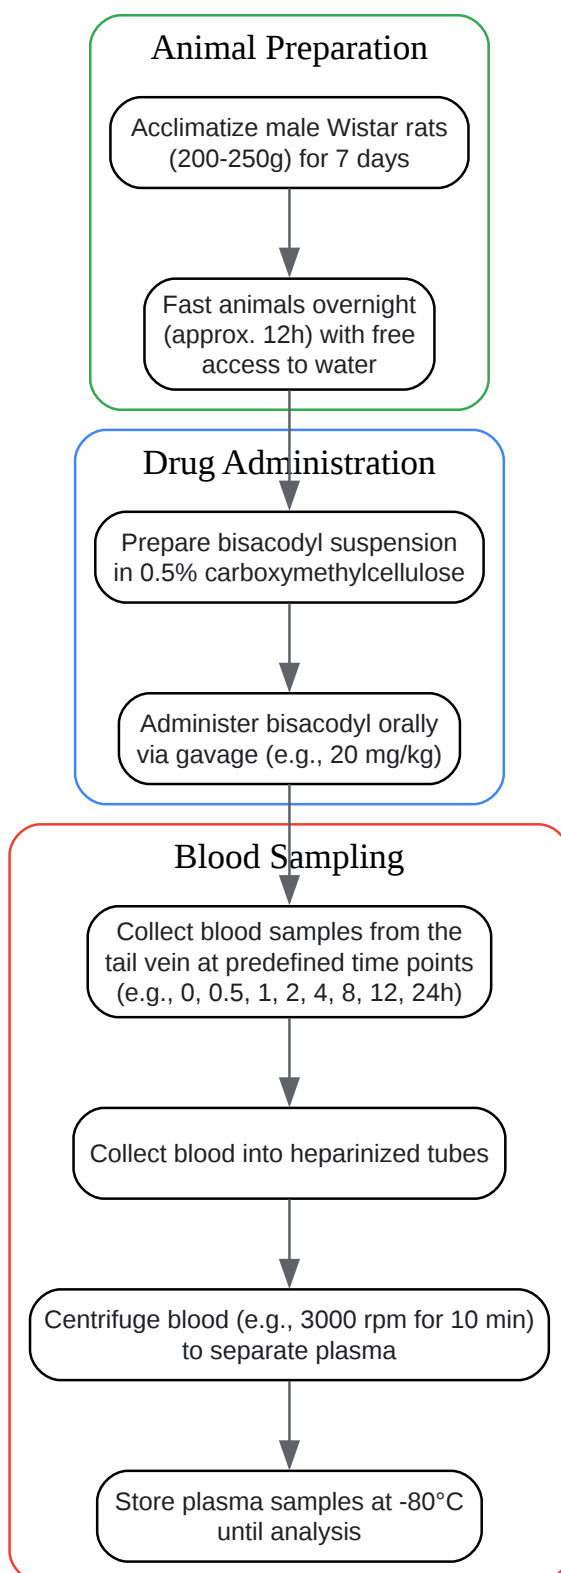 Animal Preparation
Acclimatize male Wistar rats
(200-250g) for 7 days
Fast animals overnight
(approx. 12h) with free
access to water
Drug Administration
Prepare bisacodyl suspension
in 0.5% carboxymethylcellulose
Administer bisacodyl orally
via gavage (e.g., 20 mg/kg)
Blood Sampling
Collect blood samples from the
tail vein at predefined time points
(e.g., 0, 0.5, 1, 2, 4, 8, 12, 24h)
Collect blood into heparinized tubes
Centrifuge blood (e.g., 3000 rpm for 10 min)
to separate plasma
Store plasma samples at -80°C
until analysis